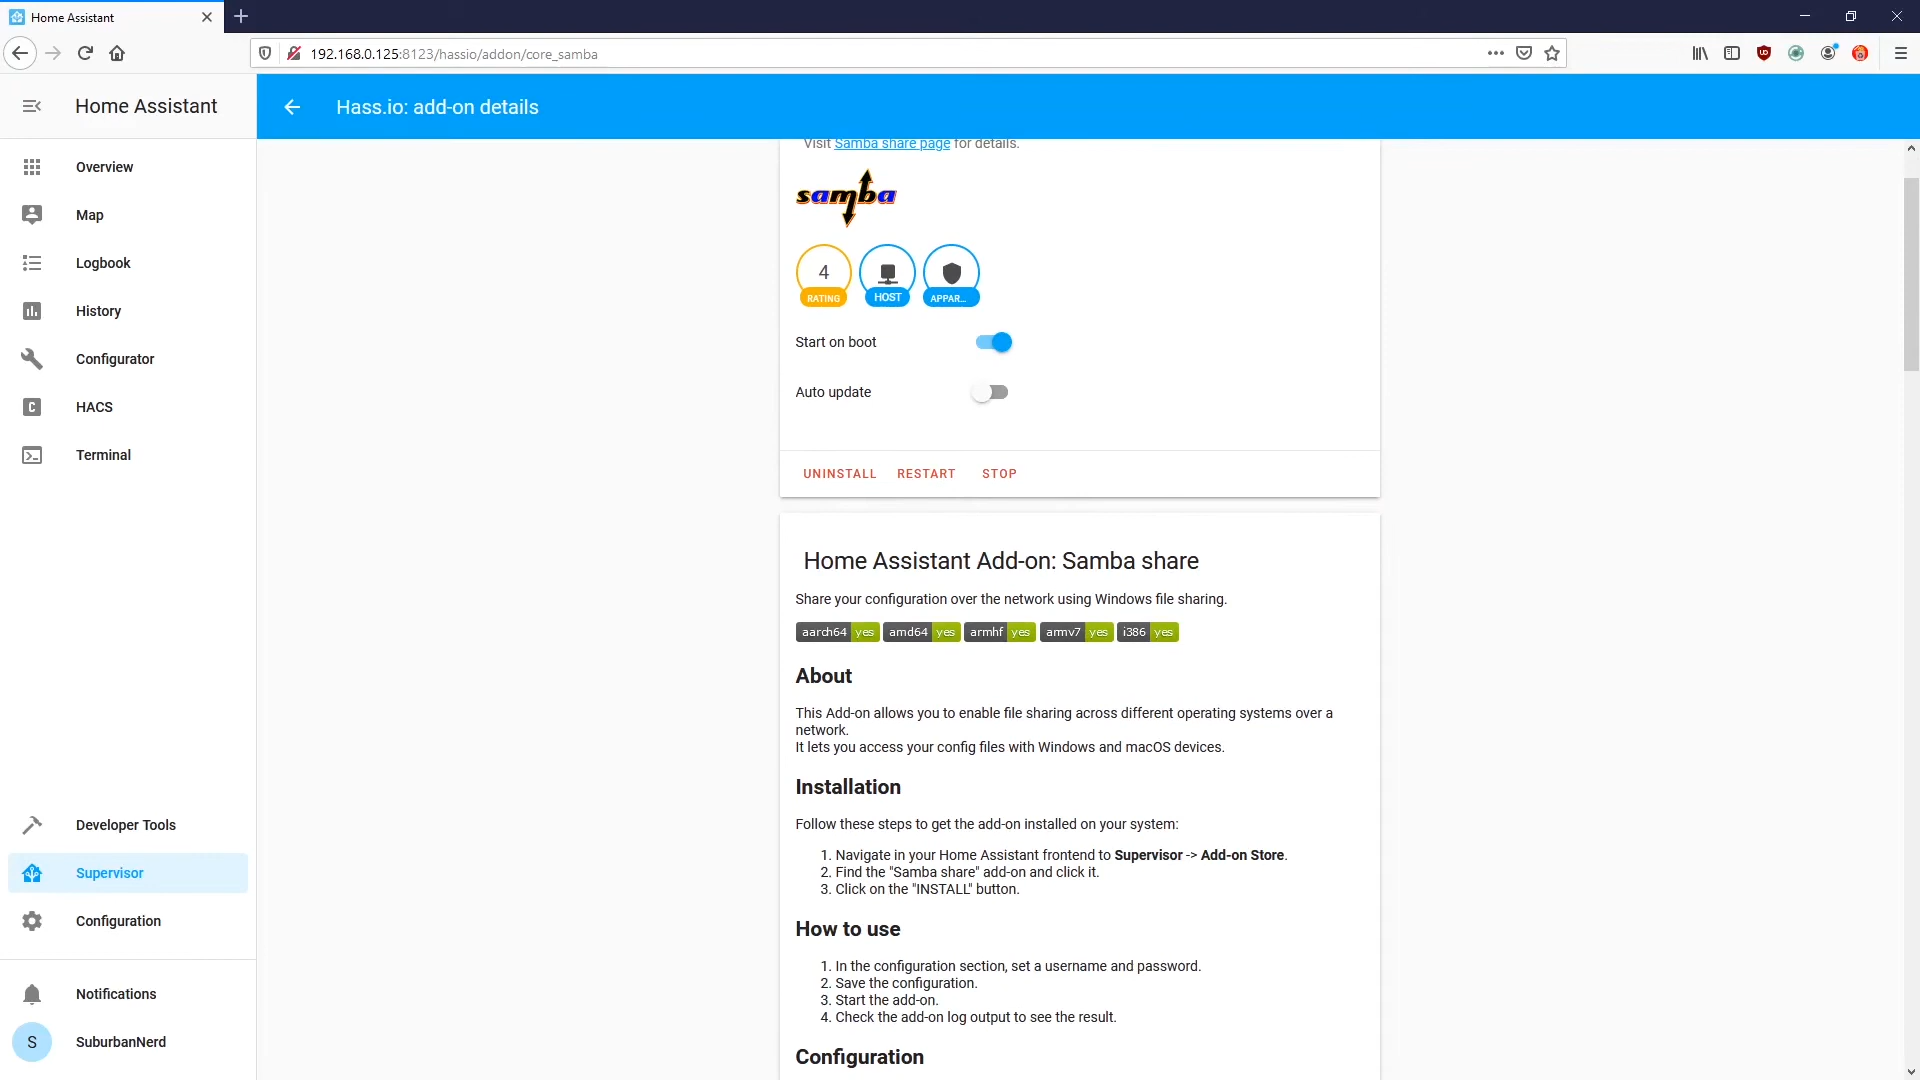 Home Assistant
192.168.0.125:8123/hassio/addon/core_samba
Home Assistant
Hass.io: add-on details
Overview
Map
Logbook
History
Configurator
HACS
Terminal
Developer Tools
Supervisor
Configuration
Notifications
S
SuburbanNerd
Visit Samba share page for details.
samba
4
RATING
HOST
APPAR...
Start on boot
Auto update
UNINSTALL RESTART STOP
Home Assistant Add-on: Samba share
Share your configuration over the network using Windows file sharing.
aarch64 yes amd64 yes armhf yes armv7 yes i386 yes
About
This Add-on allows you to enable file sharing across different operating systems over a
network.
It lets you access your config files with Windows and macOS devices.
Installation
Follow these steps to get the add-on installed on your system:
1. Navigate in your Home Assistant frontend to Supervisor -> Add-on Store.
2. Find the "Samba share" add-on and click it.
3. Click on the "INSTALL" button.
How to use
1. In the configuration section, set a username and password.
2. Save the configuration.
3. Start the add-on.
4. Check the add-on log output to see the result.
Configuration